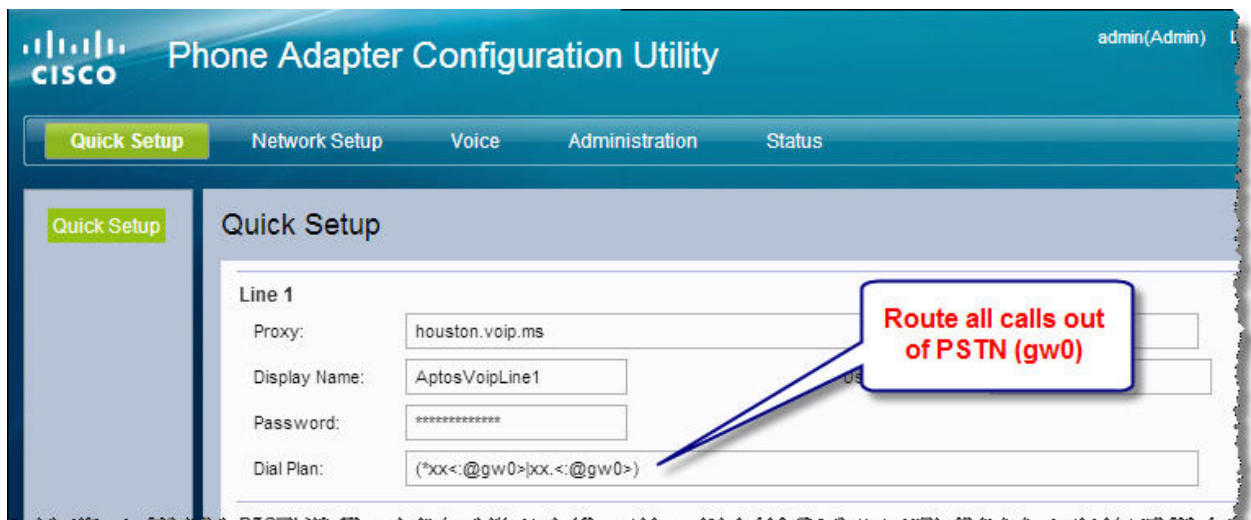 CISCO
Phone Adapter Configuration Utility
admin(Admin)
Quick Setup Network Setup Voice Administration Status
Quick Setup
Quick Setup
Line 1
Proxy: houston.voip.ms
Display Name: AptosVoipLine1
Password: *************
Dial Plan: (*xx<:@gw0>|xx.<:@gw0>)
Route all calls out
of PSTN (gw0)